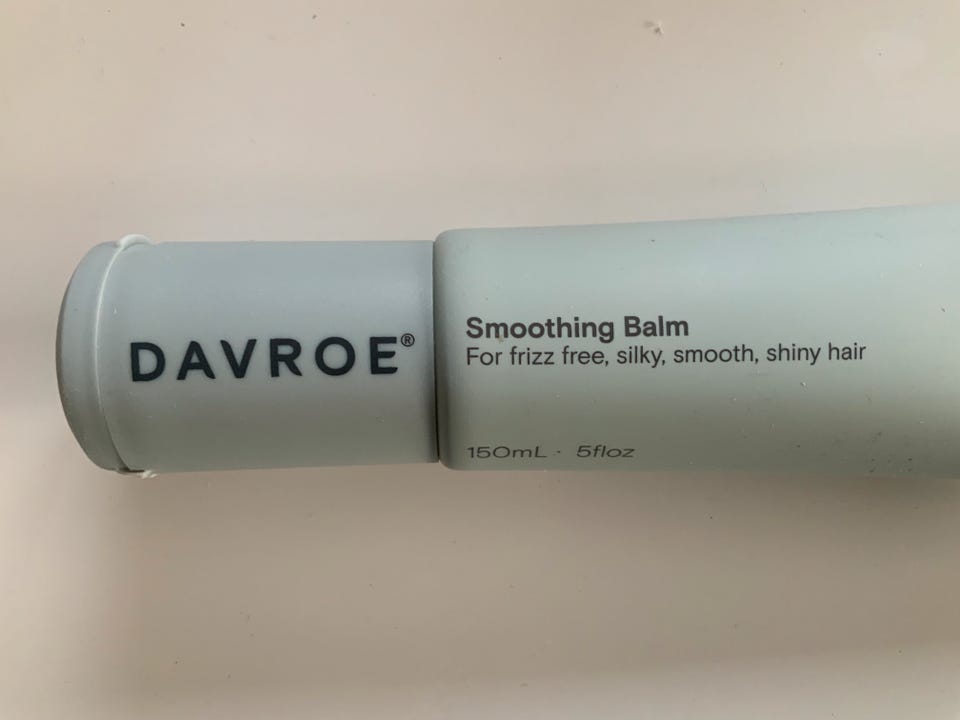 DAVROE®
Smoothing Balm
For frizz free, silky, smooth, shiny hair
150mL · 5floz